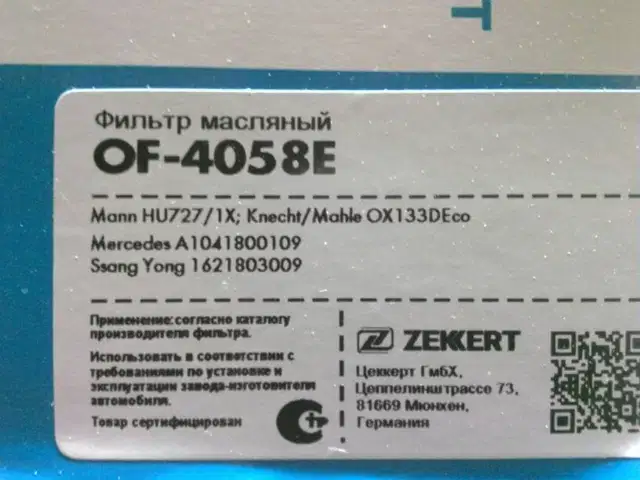 T
Фильтр масляный
OF-4058E
Mann HU727/1X; Knecht/Mahle OX133DEco
Mercedes A1041800109
Ssang Yong 1621803009
Применение: согласно каталогу
производителя фильтра.
Использовать в соответствии с
требованиями по установке и
эксплуатации завода-изготовителя
автомобиля.
Товар сертифицирован
ZEKKERT
Цеккерт ГмбХ,
Цеппелинштрассе 73,
81669 Мюнхен,
Германия